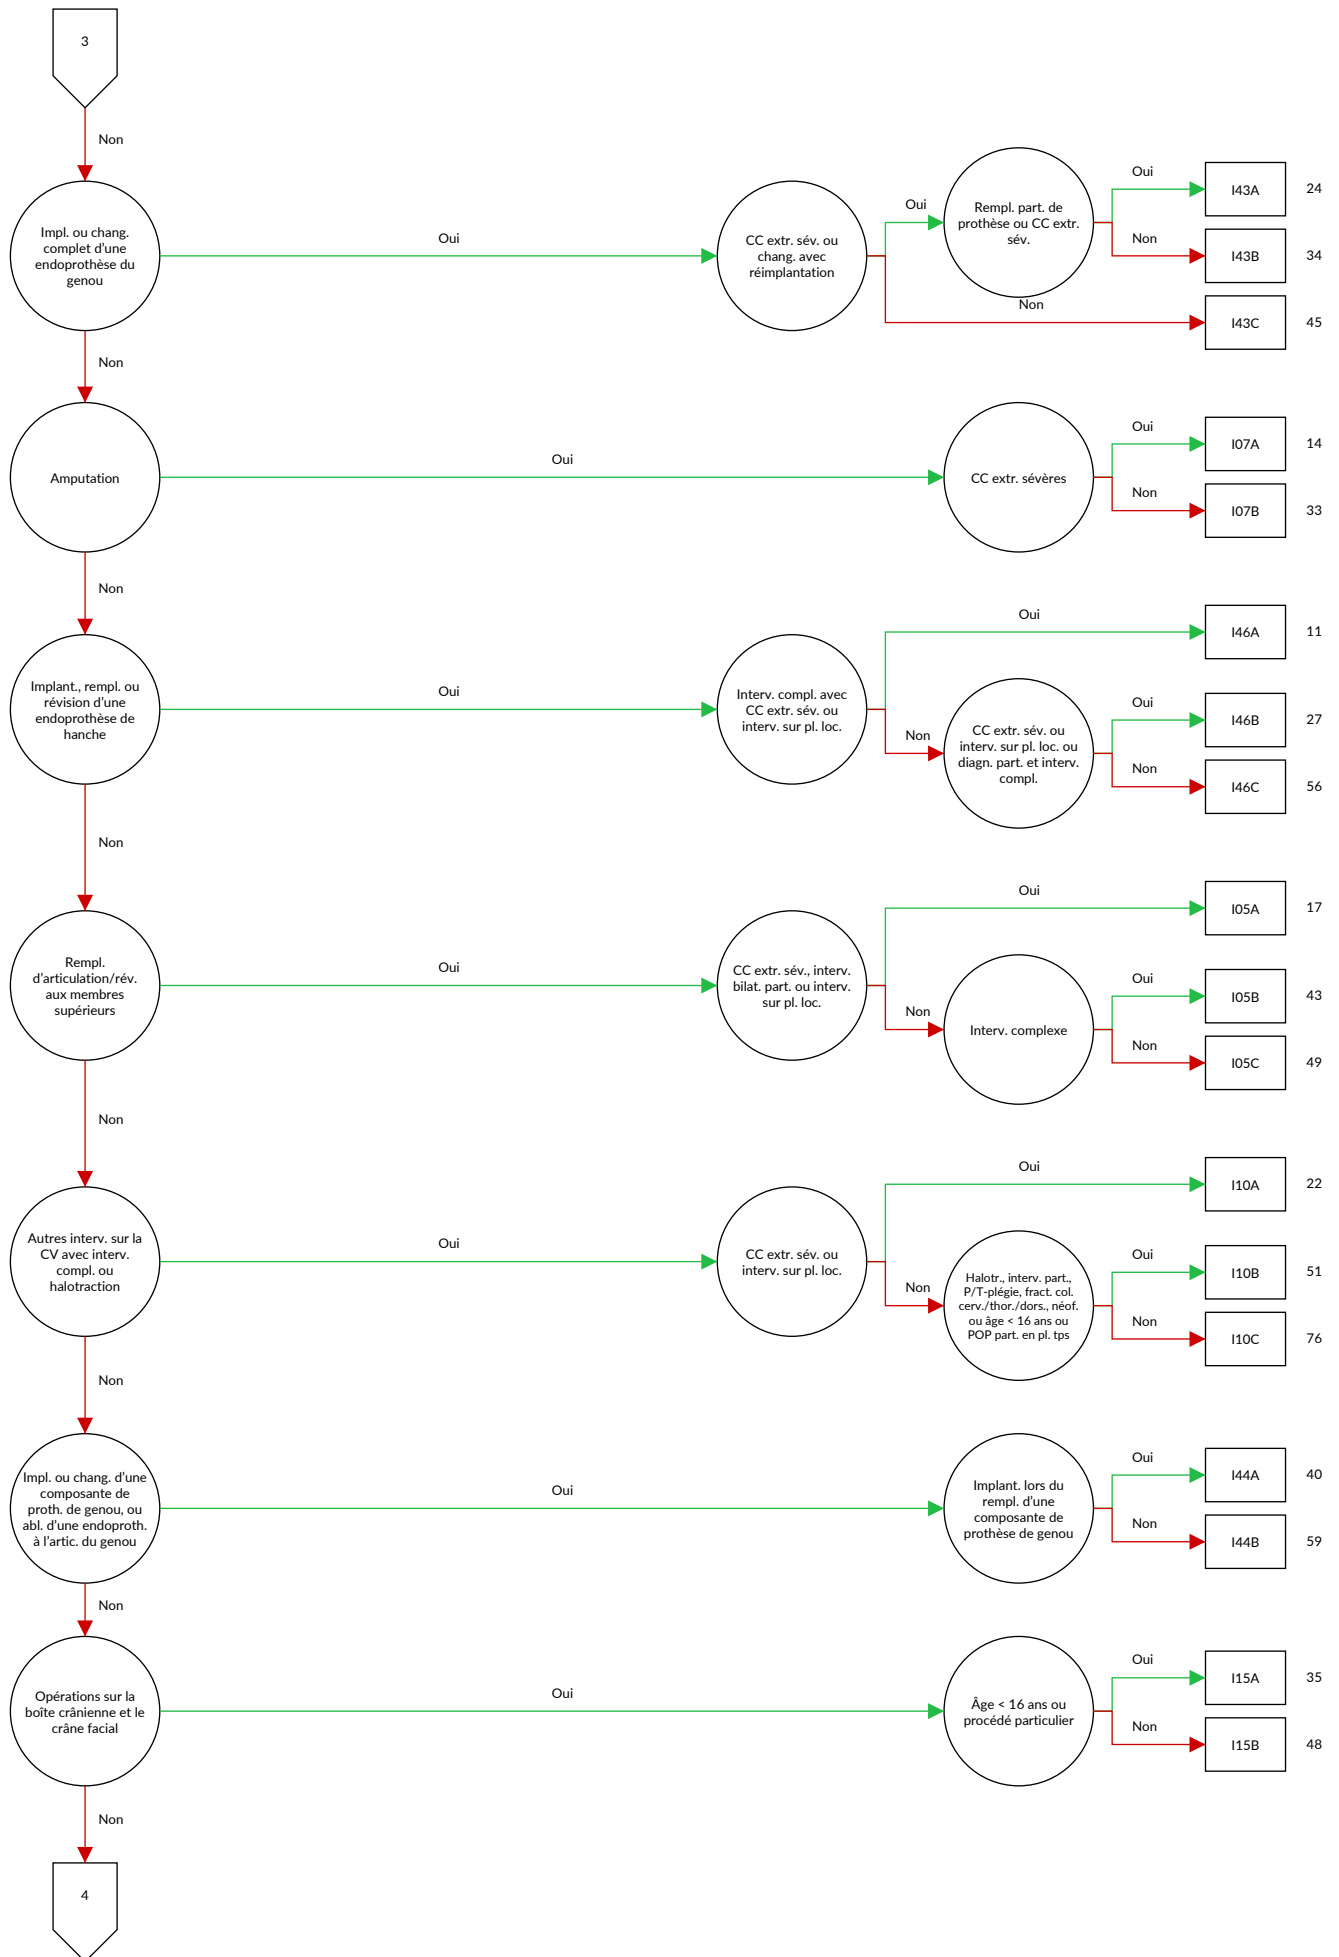 3
Non
Impl. ou chang.
complet d'une
endoprothèse du
genou
Oui
CC extr. sév. ou
chang. avec
réimplantation
Oui
Rempl. part. de
prothèse ou CC extr.
sév.
Oui
I43A
24
Non
I43B
34
Non
I43C
45
Non
Amputation
Oui
CC extr. sévères
Oui
I07A
14
Non
I07B
33
Non
Implant., rempl. ou
révision d'une
endoprothèse de
hanche
Oui
Interv. compl. avec
CC extr. sév. ou
interv. sur pl. loc.
Oui
I46A
11
Non
CC extr. sév. ou
interv. sur pl. loc. ou
diagn. part. et interv.
compl.
Oui
I46B
27
Non
I46C
56
Non
Rempl.
d'articulation/rév.
aux membres
supérieurs
Oui
CC extr. sév., interv.
bilat. part. ou interv.
sur pl. loc.
Oui
I05A
17
Non
Interv. complexe
Oui
I05B
43
Non
I05C
49
Non
Autres interv. sur la
CV avec interv.
compl. ou
halotraction
Oui
CC extr. sév. ou
interv. sur pl. loc.
Oui
I10A
22
Non
Halotr., interv. part.,
P/T-plégie, fract. col.
cerv./thor./dors., néof.
ou âge < 16 ans ou
POP part. en pl. tps
Oui
I10B
51
Non
I10C
76
Non
Impl. ou chang. d'une
composante de
proth. de genou, ou
abl. d'une endoproth.
à l'artic. du genou
Oui
Implant. lors du
rempl. d'une
composante de
prothèse de genou
Oui
I44A
40
Non
I44B
59
Non
Opérations sur la
boîte crânienne et le
crâne facial
Oui
Âge < 16 ans ou
procédé particulier
Oui
I15A
35
Non
I15B
48
Non
4